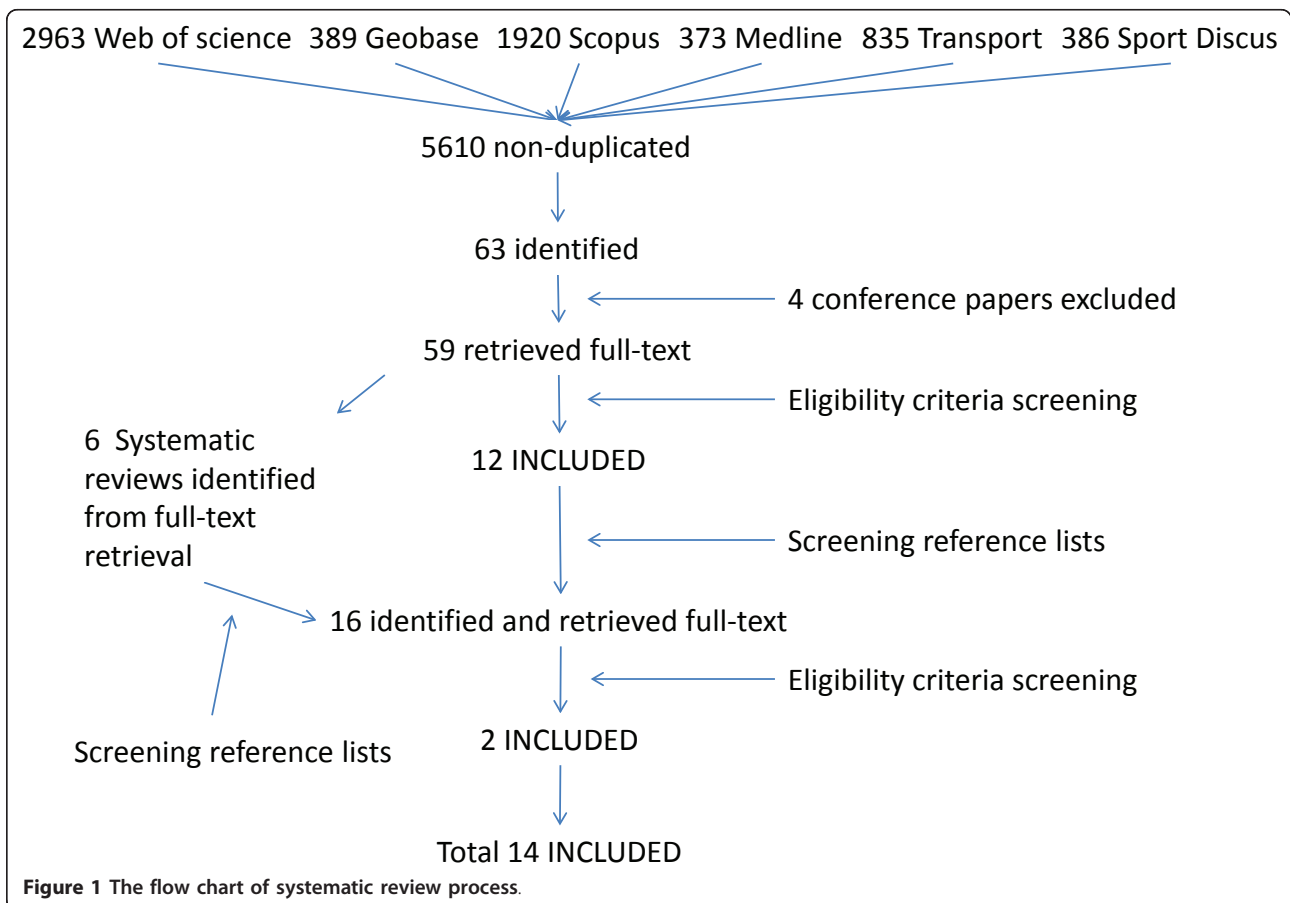 2963 Web of science 389 Geobase 1920 Scopus 373 Medline 835 Transport 386 Sport Discus
5610 non-duplicated
63 identified
4 conference papers excluded
59 retrieved full-text
Eligibility criteria screening
6 Systematic
reviews identified
from full-text
retrieval
12 INCLUDED
Screening reference lists
16 identified and retrieved full-text
Eligibility criteria screening
Screening reference lists
2 INCLUDED
Total 14 INCLUDED
Figure 1 The flow chart of systematic review process.